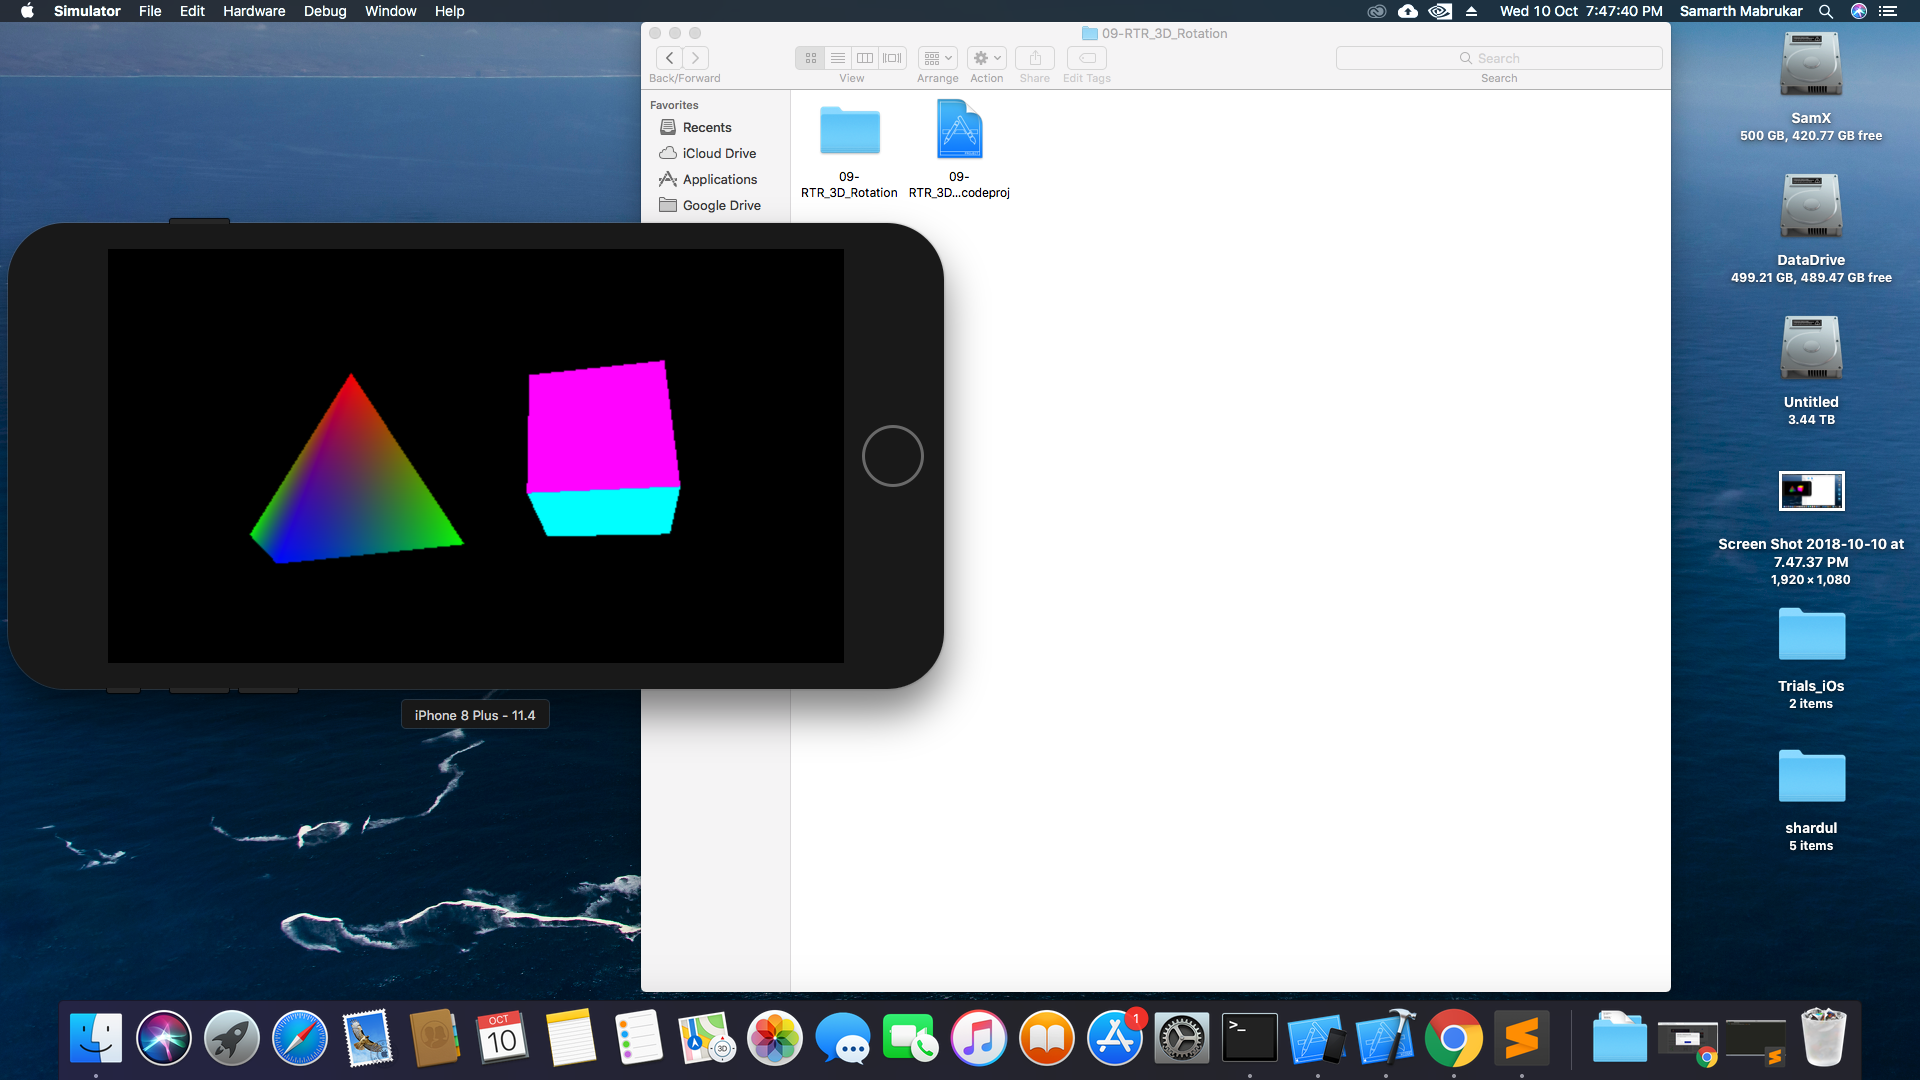 Simulator File Edit Hardware Debug Window Help
Wed 10 Oct 7:47:40 PM Samarth Mabrukar
09-RTR_3D_Rotation
Search
Back/Forward View Arrange Action Share Edit Tags Search
Favorites
Recents
iCloud Drive
Applications
Google Drive
09-
RTR_3D_Rotation
09-
RTR_3D...codeproj
iPhone 8 Plus - 11.4
SamX
500 GB, 420.77 GB free
DataDrive
499.21 GB, 489.47 GB free
Untitled
3.44 TB
Screen Shot 2018-10-10 at
7.47.37 PM
1,920 × 1,080
Trials_iOs
2 items
shardul
5 items
OCT
10
3D
1
>_